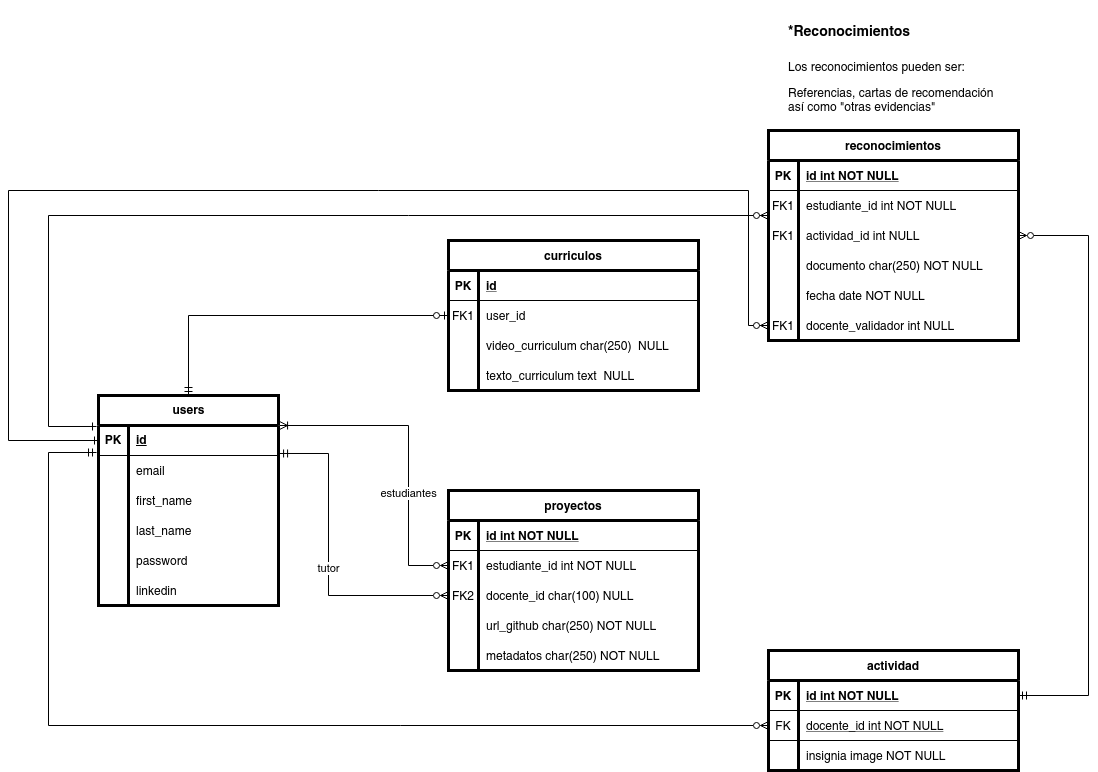 *Reconocimientos
Los reconocimientos pueden ser:
Referencias, cartas de recomendación
así como "otras evidencias"
reconocimientos
PK id int NOT NULL
FK1 estudiante_id int NOT NULL
FK1 actividad_id int NULL
documento char(250) NOT NULL
fecha date NOT NULL
FK1 docente_validador int NULL
curriculos
PK id
FK1 user_id
video_curriculum char(250) NULL
texto_curriculum text NULL
users
PK id
email
first_name
last_name
password
linkedin
estudiantes
tutor
proyectos
PK id int NOT NULL
FK1 estudiante_id int NOT NULL
FK2 docente_id char(100) NULL
url_github char(250) NOT NULL
metadatos char(250) NOT NULL
actividad
PK id int NOT NULL
FK docente_id int NOT NULL
insignia image NOT NULL